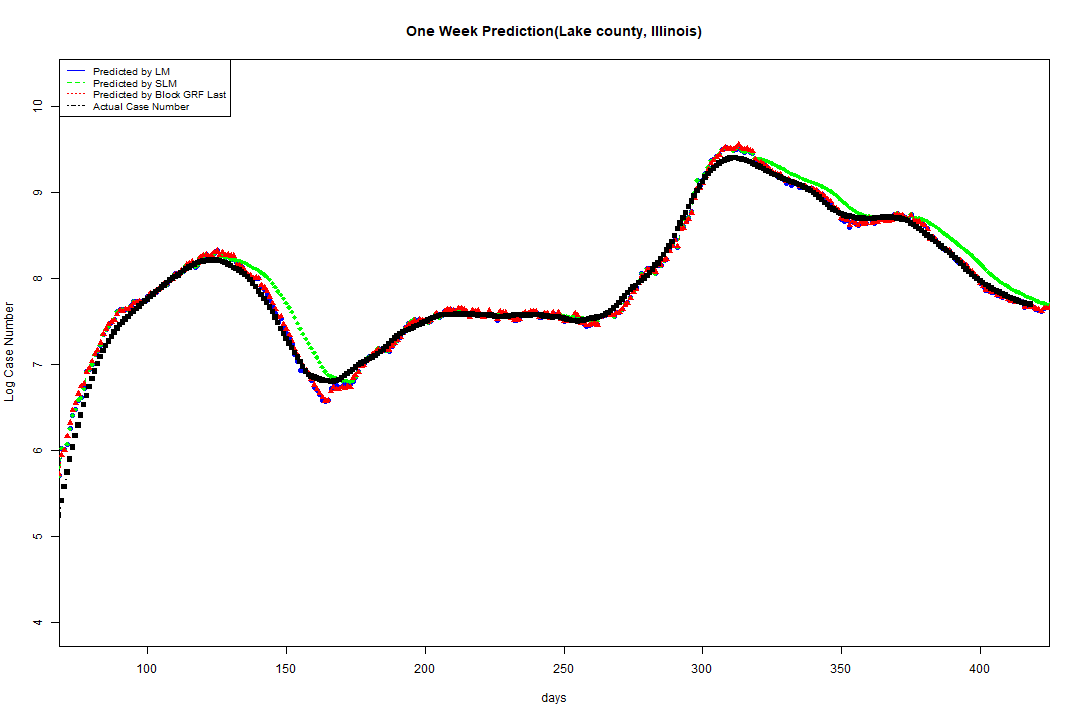 One Week Prediction(Lake county, Illinois)
Predicted by LM
Predicted by SLM
Predicted by Block GRF Last
Actual Case Number
10
9
8
7
6
5
4
Log Case Number
100 150 200 250 300 350 400
days